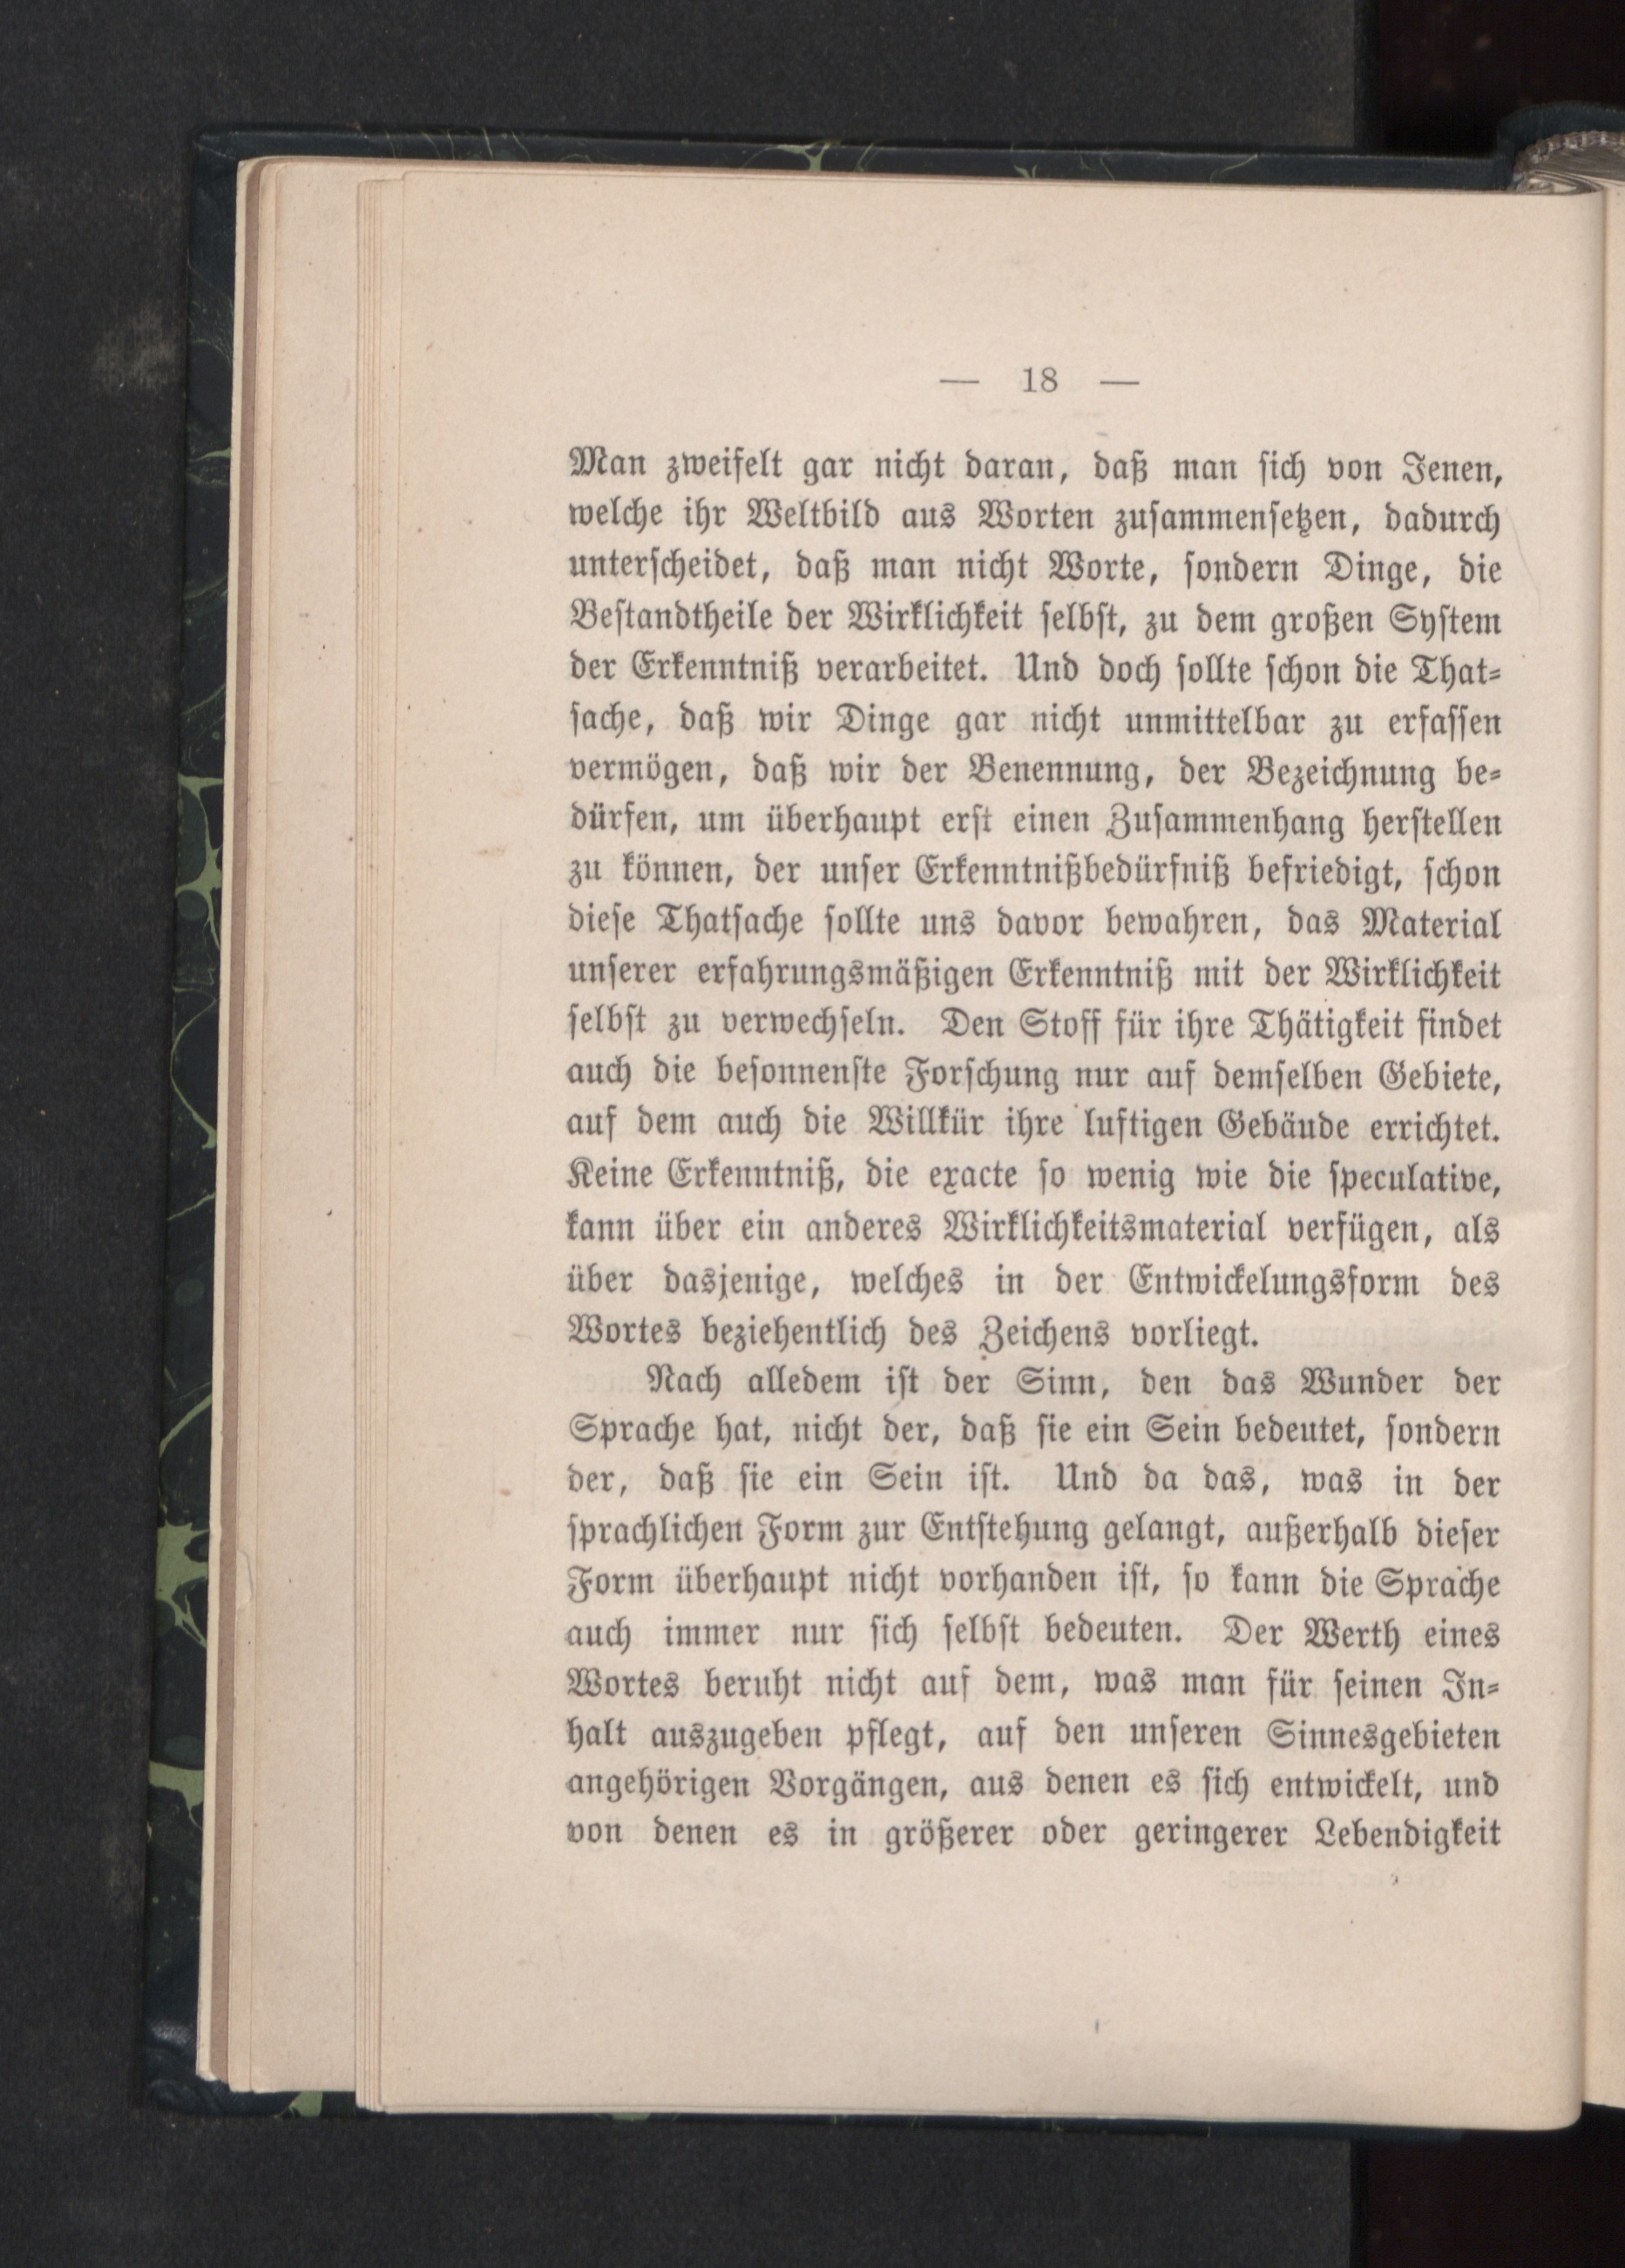 — 18 —
Man zweifelt gar nicht daran, daß man sich von Jenen,
welche ihr Weltbild aus Worten zusammensetzen, dadurch
unterscheidet, daß man nicht Worte, sondern Dinge, die
Bestandtheile der Wirklichkeit selbst, zu dem großen System
der Erkenntniß verarbeitet. Und doch sollte schon die That-
sache, daß wir Dinge gar nicht unmittelbar zu erfassen
vermögen, daß wir der Benennung, der Bezeichnung be-
dürfen, um überhaupt erst einen Zusammenhang herstellen
zu können, der unser Erkenntnißbedürfniß befriedigt, schon
diese Thatsache sollte uns davor bewahren, das Material
unserer erfahrungsmäßigen Erkenntniß mit der Wirklichkeit
selbst zu verwechseln. Den Stoff für ihre Thätigkeit findet
auch die besonnenste Forschung nur auf demselben Gebiete,
auf dem auch die Willkür ihre luftigen Gebäude errichtet.
Keine Erkenntniß, die exacte so wenig wie die speculative,
kann über ein anderes Wirklichkeitsmaterial verfügen, als
über dasjenige, welches in der Entwickelungsform des
Wortes beziehentlich des Zeichens vorliegt.
Nach alledem ist der Sinn, den das Wunder der
Sprache hat, nicht der, daß sie ein Sein bedeutet, sondern
der, daß sie ein Sein ist. Und da das, was in der
sprachlichen Form zur Entstehung gelangt, außerhalb dieser
Form überhaupt nicht vorhanden ist, so kann die Sprache
auch immer nur sich selbst bedeuten. Der Werth eines
Wortes beruht nicht auf dem, was man für seinen In-
halt auszugeben pflegt, auf den unseren Sinnesgebieten
angehörigen Vorgängen, aus denen es sich entwickelt, und
von denen es in größerer oder geringerer Lebendigkeit